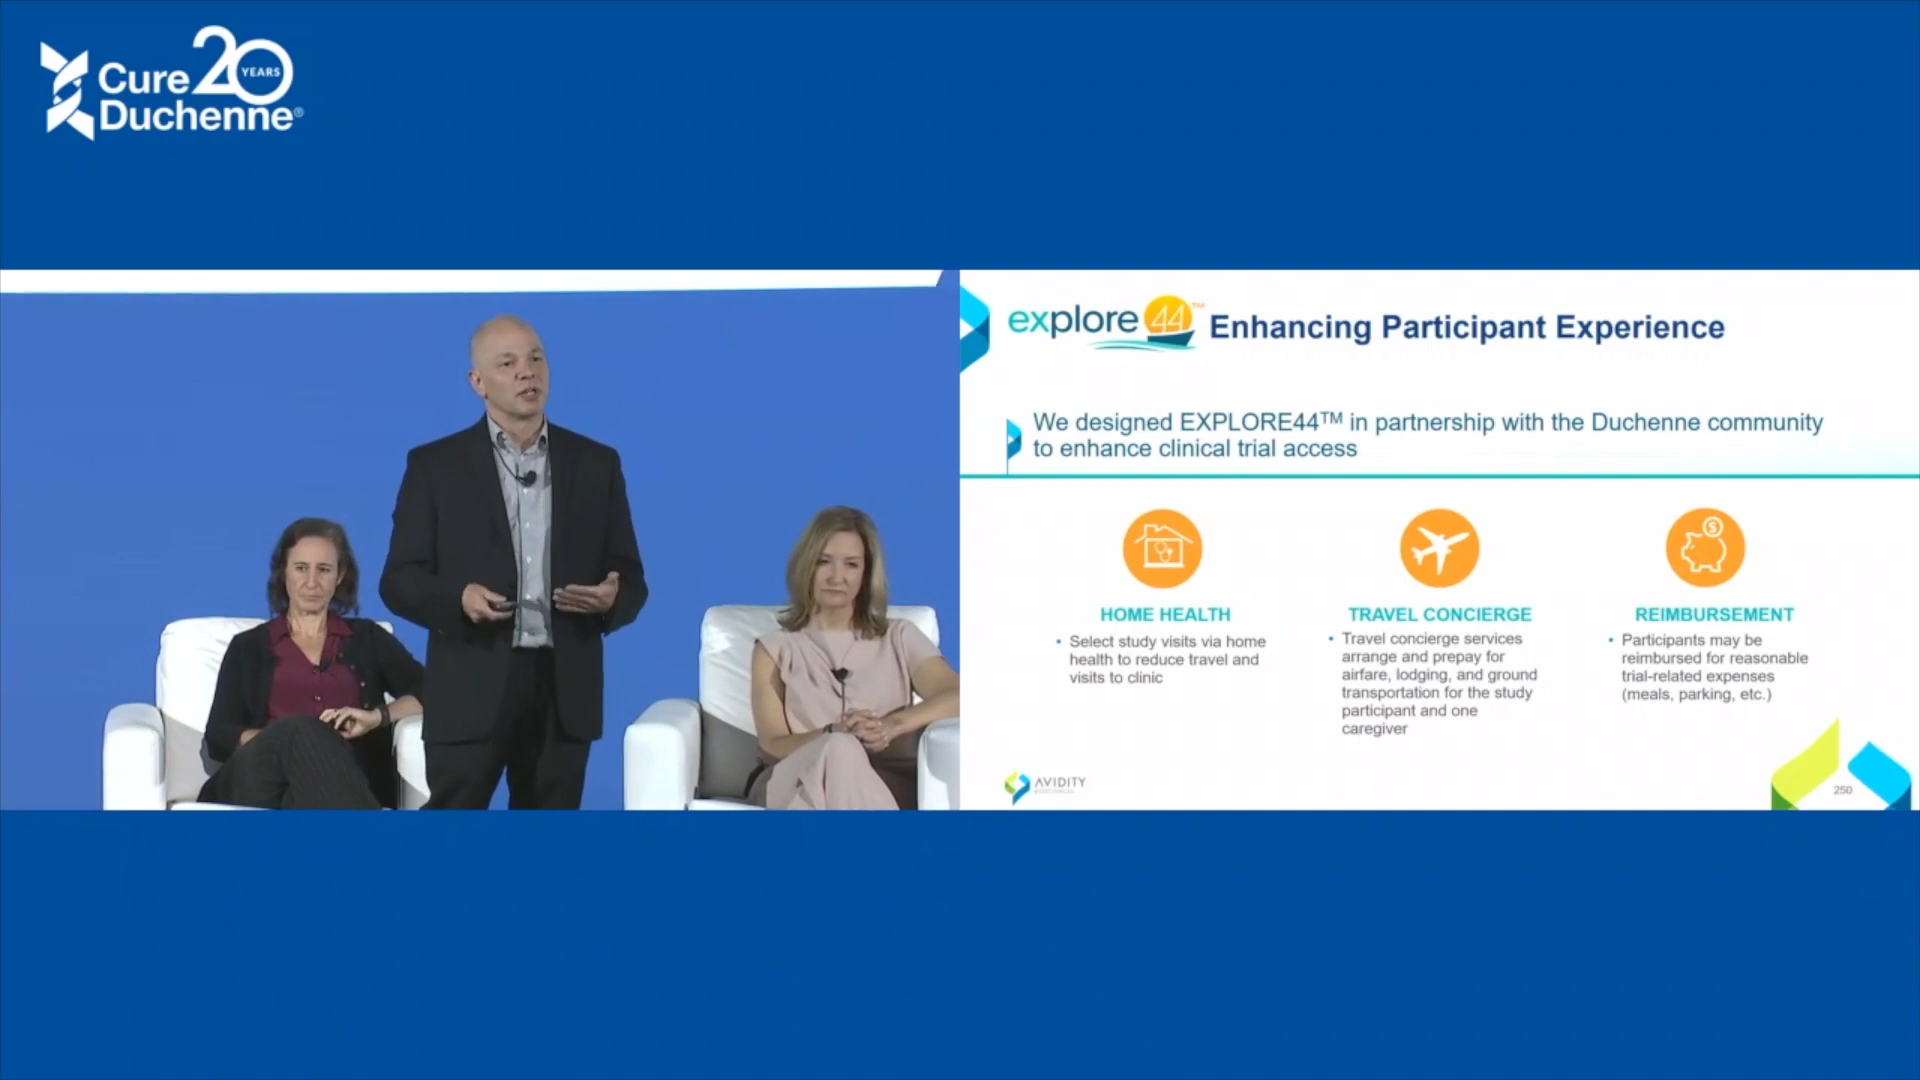 Cure 20 YEARS
Duchenne®
explore 44™ Enhancing Participant Experience
We designed EXPLORE44™ in partnership with the Duchenne community
to enhance clinical trial access
HOME HEALTH
• Select study visits via home
health to reduce travel and
visits to clinic
TRAVEL CONCIERGE
• Travel concierge services
arrange and prepay for
airfare, lodging, and ground
transportation for the study
participant and one
caregiver
REIMBURSEMENT
• Participants may be
reimbursed for reasonable
trial-related expenses
(meals, parking, etc.)
AVIDITY
250